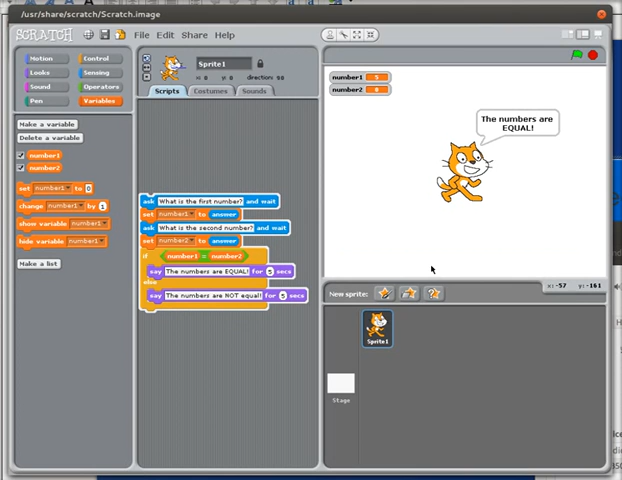 /usr/share/scratch/Scratch.image
SCRATCH
File Edit Share Help
Motion Control
Looks Sensing
Sound Operators
Pen Variables
Make a variable
Delete a variable
number1
number2
set number1 to 0
change number1 by 1
show variable number1
hide variable number1
Make a list
Sprite1
x: 0 y: 0 direction: 90
Scripts Costumes Sounds
ask What is the first number? and wait
set number1 to answer
ask What is the second number? and wait
set number2 to answer
if number1 = number2
say The numbers are EQUAL! for 5 secs
else
say The numbers are NOT equal! for 5 secs
number1 5
number2
The numbers are
EQUAL!
x: -57 y: -161
New sprite:
Sprite1
Stage